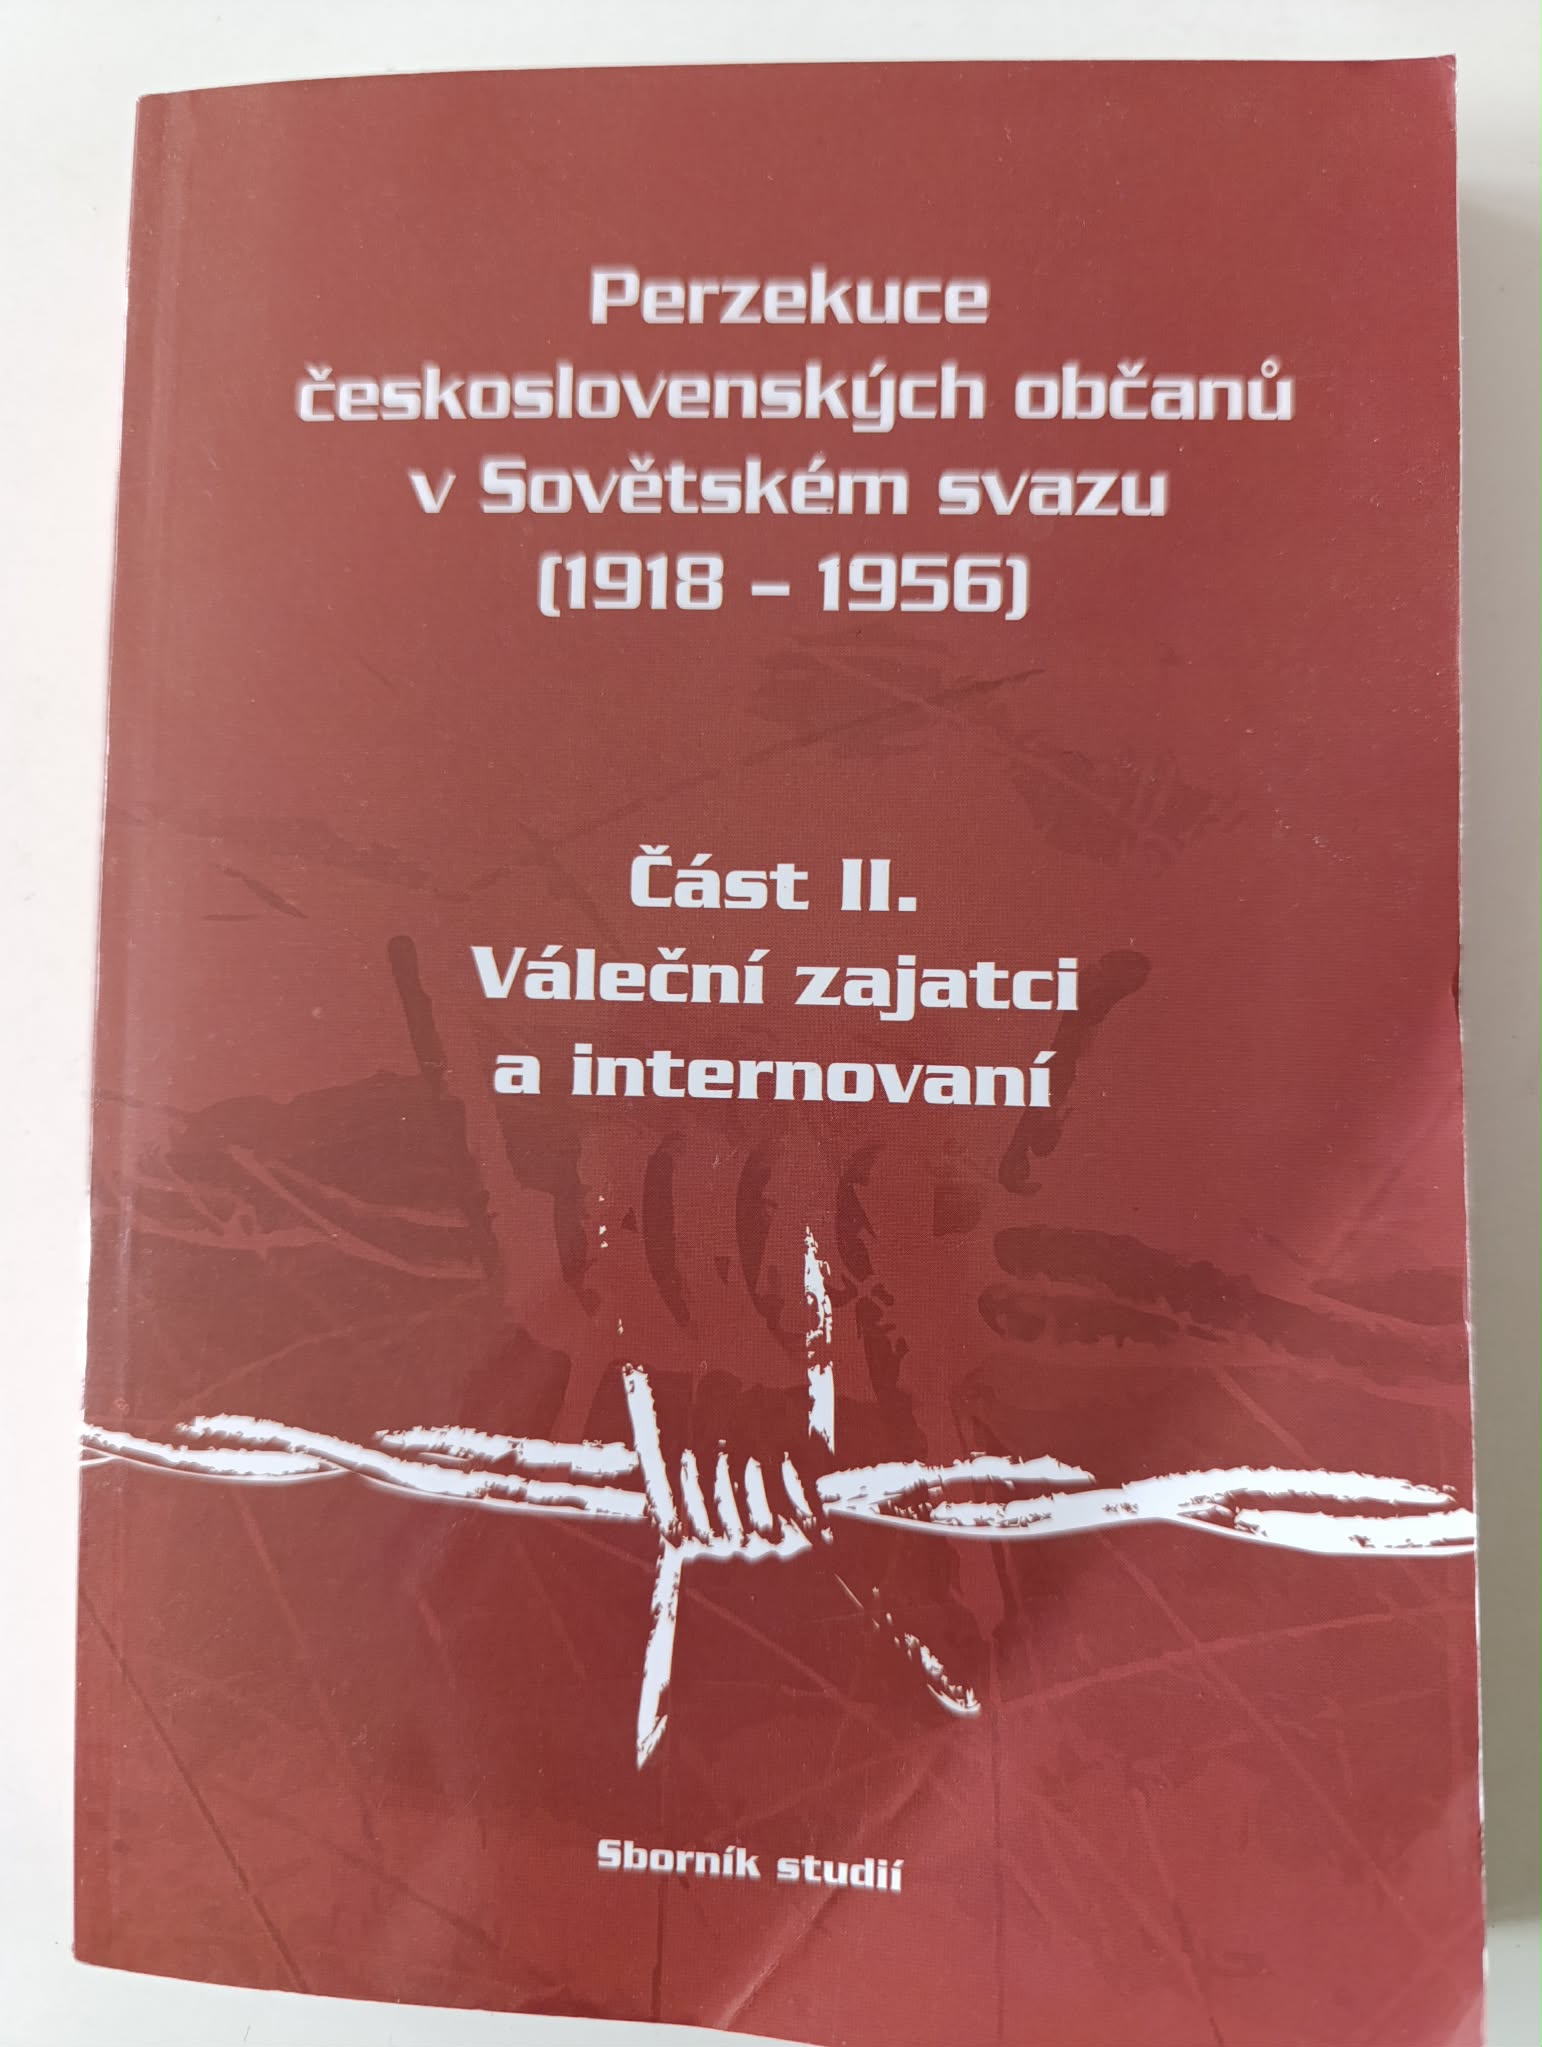 Perzekuce
československých občanů
v Sovětském svazu
(1918 – 1956)
Část II.
Váleční zajatci
a internovaní
Sborník studií